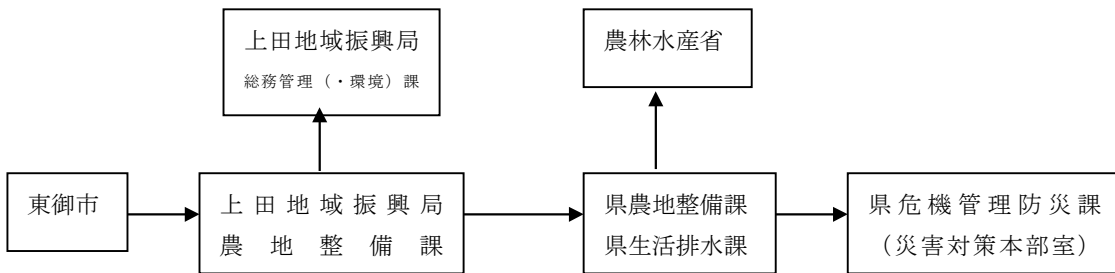 上田地域振興局
総務管理（・環境）課
農林水産省
東御市
上田地域振興局
農地整備課
県農地整備課
県生活排水課
県危機管理防災課
（災害対策本部室）